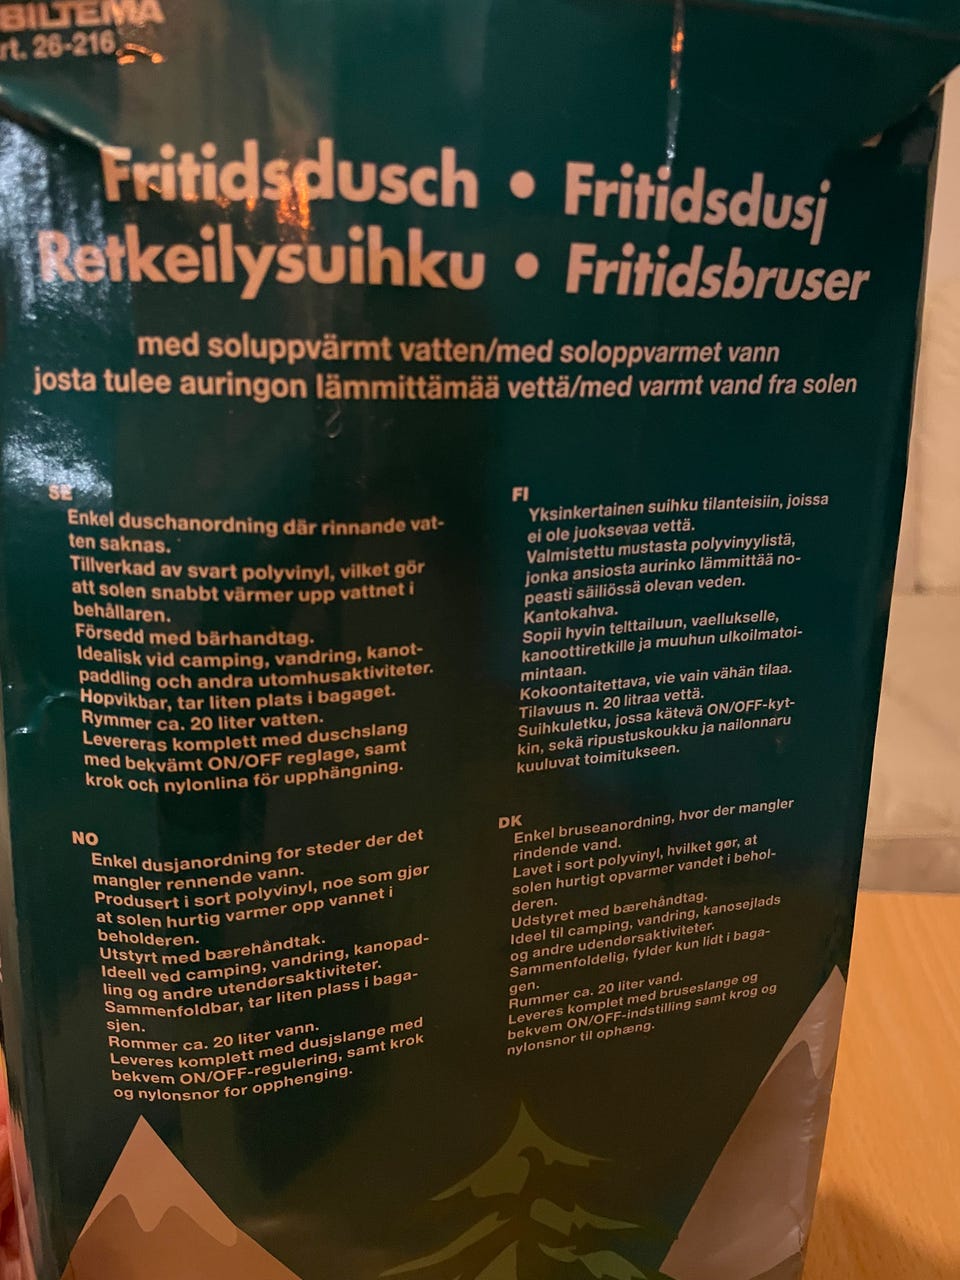 BILTEMA
rt. 26-216
Fritidsdusch • Fritidsdusj
Retkeilysuihku • Fritidsbruser
med soluppvärmt vatten/med soloppvarmet vann
josta tulee auringon lämmittämää vettä/med varmt vand fra solen
SE
Enkel duschanordning där rinnande vat-
ten saknas.
Tillverkad av svart polyvinyl, vilket gör
att solen snabbt värmer upp vattnet i
behållaren.
Försedd med bärhandtag.
Idealisk vid camping, vandring, kanot-
paddling och andra utomhusaktiviteter.
Hopvikbar, tar liten plats i bagaget.
Rymmer ca. 20 liter vatten.
Levereras komplett med duschslang
med bekvämt ON/OFF reglage, samt
krok och nylonlina för upphängning.
FI
Yksinkertainen suihku tilanteisiin, joissa
ei ole juoksevaa vettä.
Valmistettu mustasta polyvinyylistä,
jonka ansiosta aurinko lämmittää no-
peasti säiliössä olevan veden.
Kantokahva.
Sopii hyvin telttailuun, vaellukselle,
kanoottiretkille ja muuhun ulkoilmatoi-
mintaan.
Kokoontaitettava, vie vain vähän tilaa.
Tilavuus n. 20 litraa vettä.
Suihkuletku, jossa kätevä ON/OFF-kyt-
kin, sekä ripustuskoukku ja nailonnaru
kuuluvat toimitukseen.
NO
Enkel dusjanordning for steder der det
mangler rennende vann.
Produsert i sort polyvinyl, noe som gjør
at solen hurtig varmer opp vannet i
beholderen.
Utstyrt med bærehåndtak.
Ideell ved camping, vandring, kanopad-
ling og andre utendørsaktiviteter.
Sammenfoldbar, tar liten plass i baga-
sjen.
Rommer ca. 20 liter vann.
Leveres komplett med dusjslange med
bekvem ON/OFF-regulering, samt krok
og nylonsnor for opphenging.
DK
Enkel bruseanordning, hvor der mangler
rindende vand.
Lavet i sort polyvinyl, hvilket gør, at
solen hurtigt opvarmer vandet i behol-
deren.
Udstyret med bærehåndtag.
Ideel til camping, vandring, kanosejlads
og andre udendørsaktiviteter.
Sammenfoldelig, fylder kun lidt i baga-
gen.
Rummer ca. 20 liter vand.
Leveres komplet med bruseslange og
bekvem ON/OFF-indstilling samt krog og
nylonsnor til ophæng.